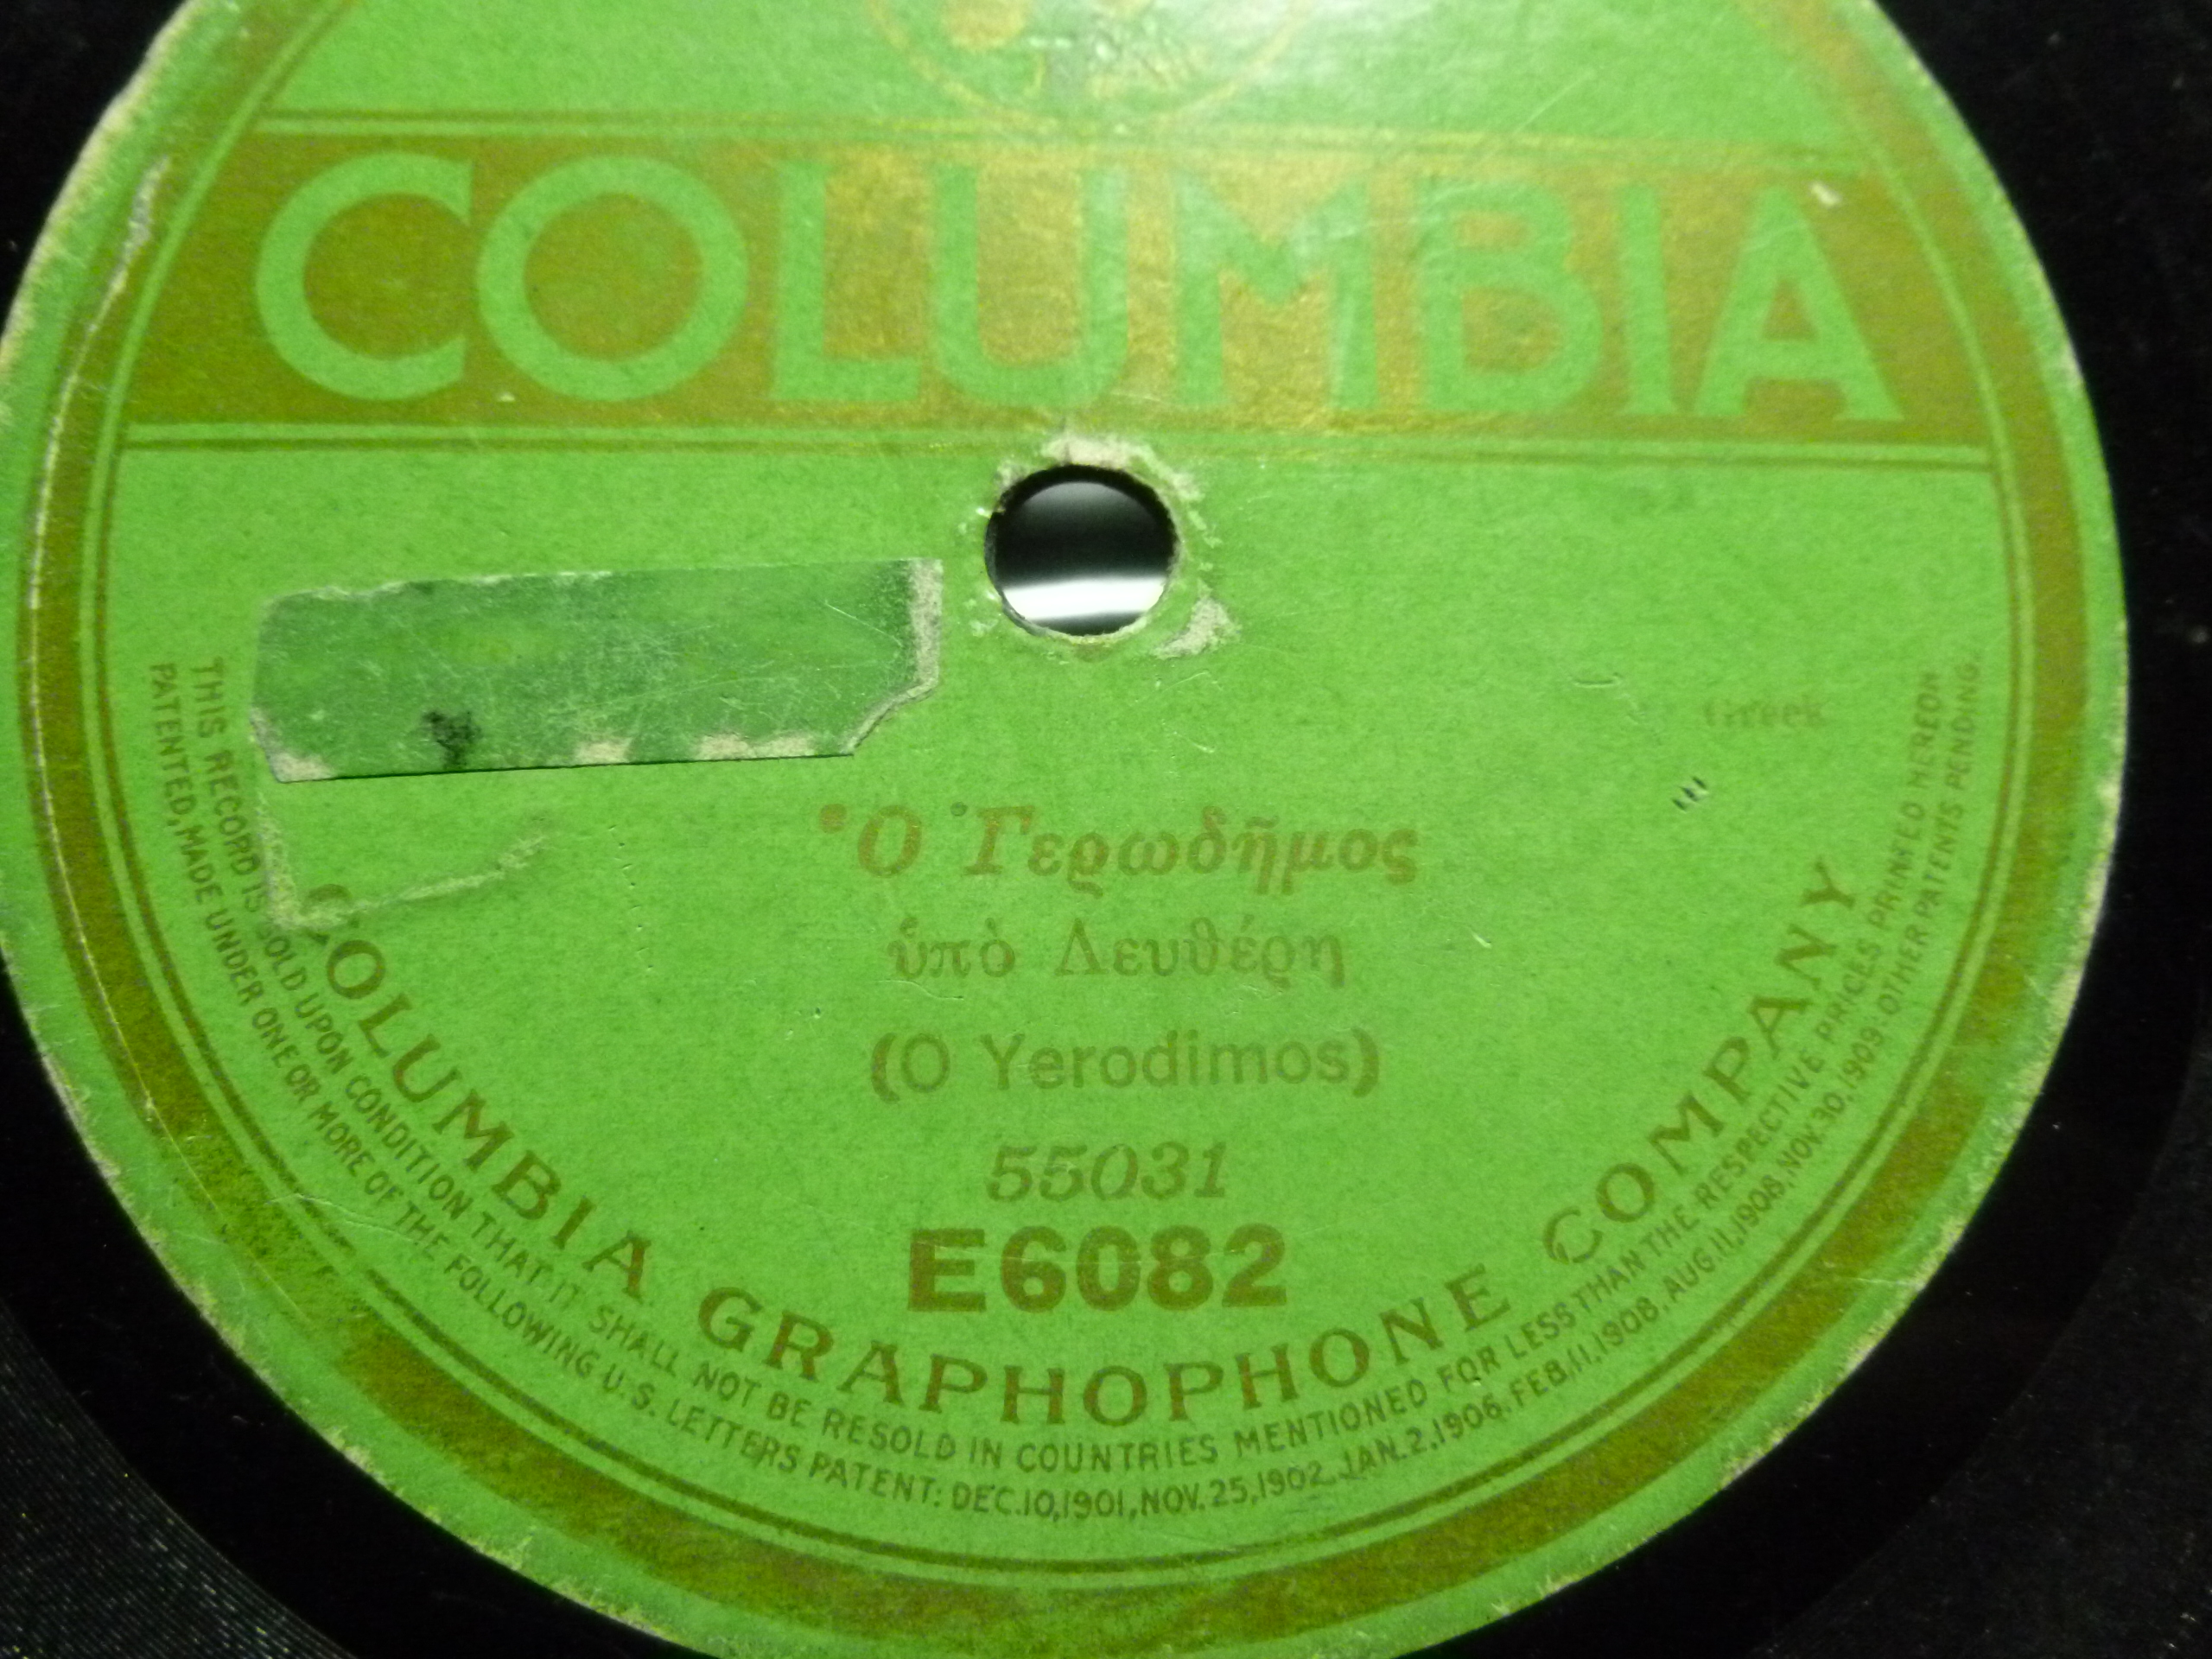 COLUMBIA
Greek
Ὁ Γερωδῆμος
ὑπὸ Λευθέρη
(O Yerodimos)
55031
E6082
COLUMBIA GRAPHOPHONE COMPANY
THIS RECORD IS SOLD UPON CONDITION THAT IT SHALL NOT BE RESOLD IN COUNTRIES MENTIONED FOR LESS THAN THE RESPECTIVE PRICES PRINTED HEREON
PATENTED, MADE UNDER ONE OR MORE OF THE FOLLOWING U.S. LETTERS PATENT: DEC.10,1901, NOV.25,1902, JAN.2,1906, FEB.11,1908, AUG.11,1908, NOV.30,1909: OTHER PATENTS PENDING.